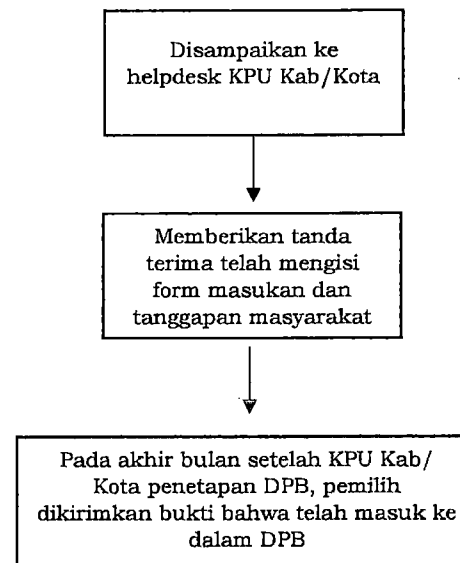 Disampaikan ke
helpdesk KPU Kab/Kota
Memberikan tanda
terima telah mengisi
form masukan dan
tanggapan masyarakat
Pada akhir bulan setelah KPU Kab/
Kota penetapan DPB, pemilih
dikirimkan bukti bahwa telah masuk ke
dalam DPB